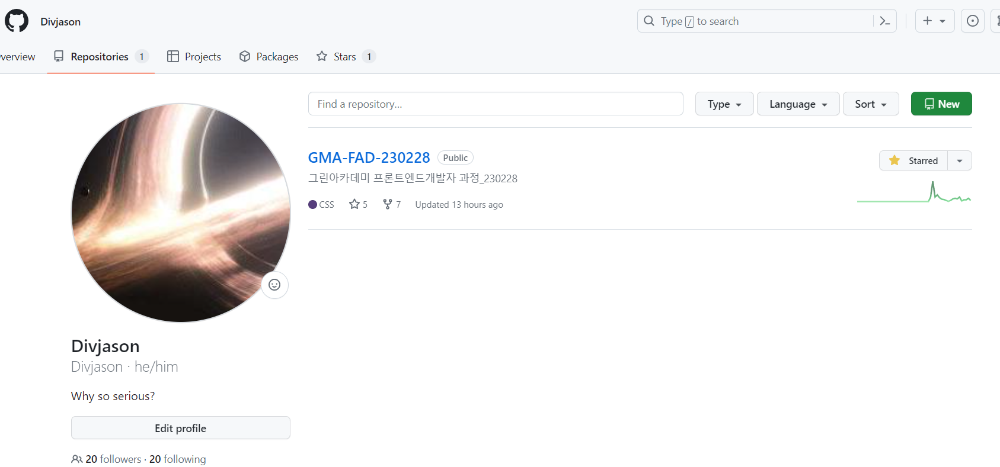 Divjason
Type / to search
verview
Repositories 1
Projects
Packages
Stars 1
Find a repository...
Type
Language
Sort
New
GMA-FAD-230228 Public
Starred
그린아카데미 프론트엔드개발자 과정_230228
CSS 5 7 Updated 13 hours ago
Divjason
Divjason · he/him
Why so serious?
Edit profile
20 followers · 20 following